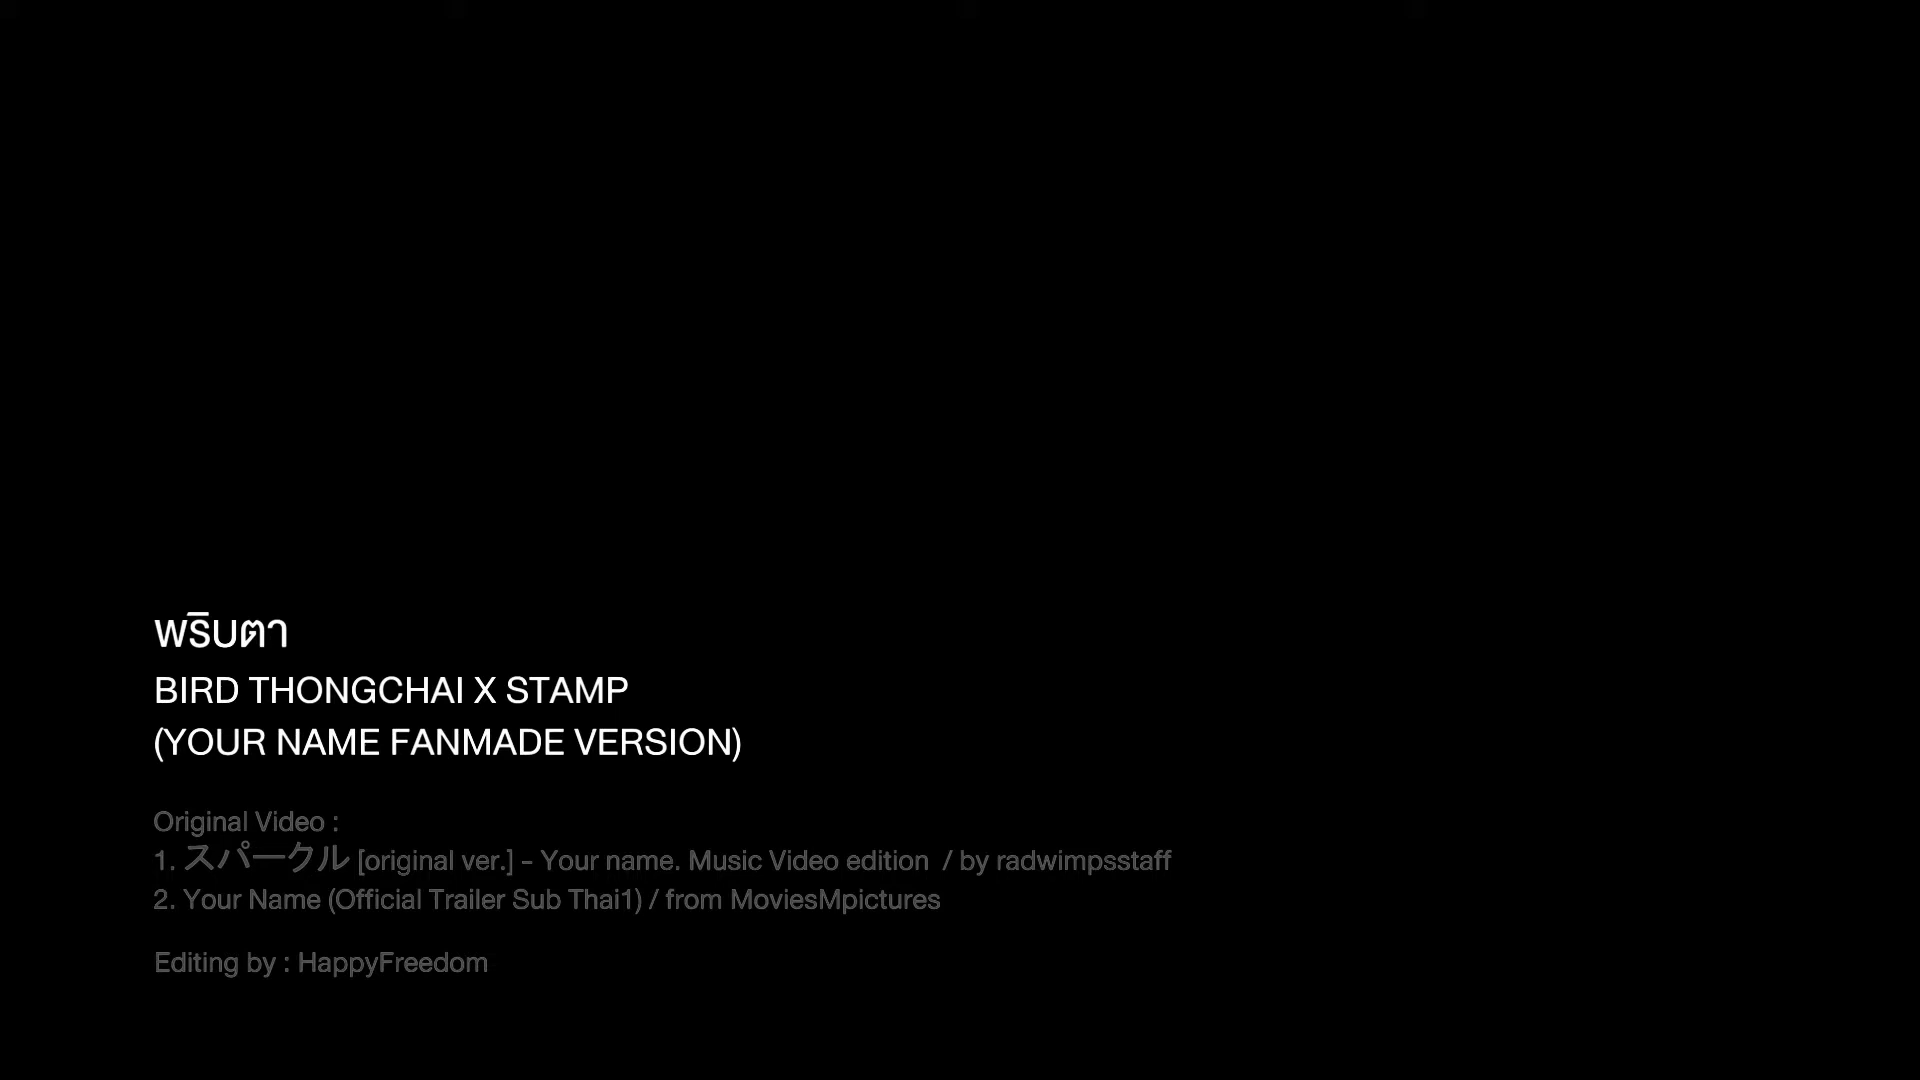 พริบตา
BIRD THONGCHAI X STAMP
(YOUR NAME FANMADE VERSION)
Original Video :
1. スパークル [original ver.] – Your name. Music Video edition / by radwimpsstaff
2. Your Name (Official Trailer Sub Thai1) / from MoviesMpictures
Editing by : HappyFreedom